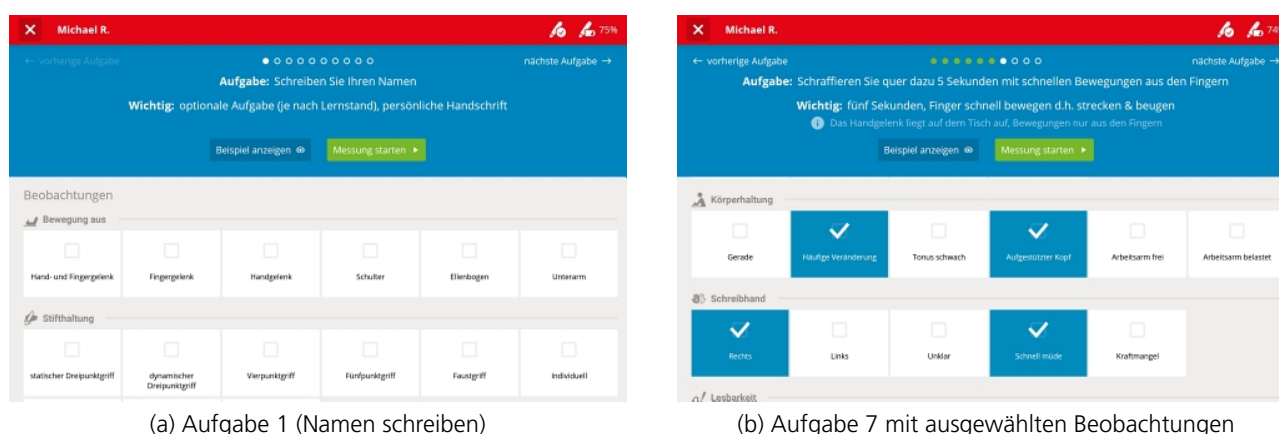 Michael R.
75%
← vorherige Aufgabe
nächste Aufgabe →
Aufgabe: Schreiben Sie Ihren Namen
Wichtig: optionale Aufgabe (je nach Lernstand), persönliche Handschrift
Beispiel anzeigen
Messung starten
Beobachtungen
Bewegung aus
Hand- und Fingergelenk
Fingergelenk
Handgelenk
Schulter
Ellenbogen
Unterarm
Stifthaltung
statischer Dreipunktgriff
dynamischer
Dreipunktgriff
Vierpunktgriff
Fünfpunktgriff
Faustgriff
Individuell
(a) Aufgabe 1 (Namen schreiben)
Michael R.
← vorherige Aufgabe
nächste Aufgabe →
Aufgabe: Schraffieren Sie quer dazu 5 Sekunden mit schnellen Bewegungen aus den Fingern
Wichtig: fünf Sekunden, Finger schnell bewegen d.h. strecken & beugen
Das Handgelenk liegt auf dem Tisch auf, Bewegungen nur aus den Fingern
Beispiel anzeigen
Messung starten
Körperhaltung
Gerade
Häufige Veränderung
Tonus schwach
Aufgestützter Kopf
Arbeitsarm frei
Arbeitsarm belastet
Schreibhand
Rechts
Links
Unklar
Schnell müde
Kraftmangel
Lesbarkeit
(b) Aufgabe 7 mit ausgewählten Beobachtungen